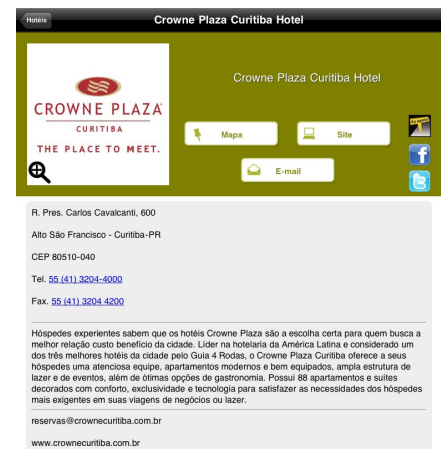 Hotéis
Crowne Plaza Curitiba Hotel
CROWNE PLAZA
CURITIBA
THE PLACE TO MEET.
Crowne Plaza Curitiba Hotel
Mapa
Site
E-mail
R. Pres. Carlos Cavalcanti, 600
Alto São Francisco - Curitiba-PR
CEP 80510-040
Tel. 55 (41) 3204-4000
Fax. 55 (41) 3204 4200
Hóspedes experientes sabem que os hotéis Crowne Plaza são a escolha certa para quem busca a
melhor relação custo benefício da cidade. Líder na hotelaria da América Latina e considerado um
dos três melhores hotéis da cidade pelo Guia 4 Rodas, o Crowne Plaza Curitiba oferece a seus
hóspedes uma atenciosa equipe, apartamentos modernos e bem equipados, ampla estrutura de
lazer e de eventos, além de ótimas opções de gastronomia. Possui 88 apartamentos e suítes
decorados com conforto, exclusividade e tecnologia para satisfazer as necessidades dos hóspedes
mais exigentes em suas viagens de negócios ou lazer.
reservas@crownecuritiba.com.br
www.crownecuritiba.com.br